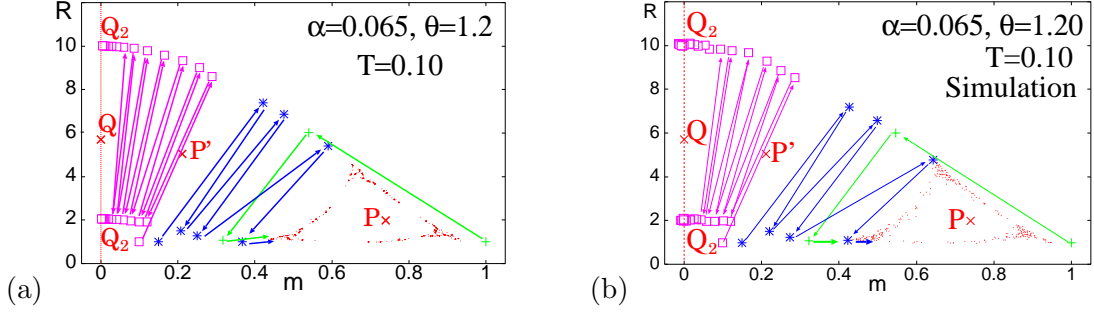 R
α=0.065, θ=1.2
T=0.10
Q₂
Q
P'
P
Q₂
10
8
6
4
2
0
0 0.2 0.4 0.6 0.8 1
m
(a)
R
α=0.065, θ=1.20
T=0.10
Simulation
Q₂
Q
P'
P
Q₂
10
8
6
4
2
0
0 0.2 0.4 0.6 0.8 1
m
(b)